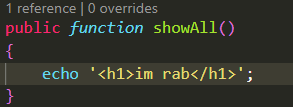 1 reference | 0 overrides
public function showAll()
{
    echo '<h1>im rab</h1>';
}